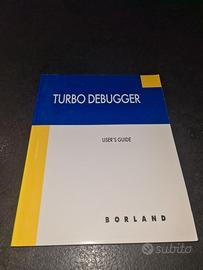 TURBO DEBUGGER
USER'S GUIDE
BORLAND
subito